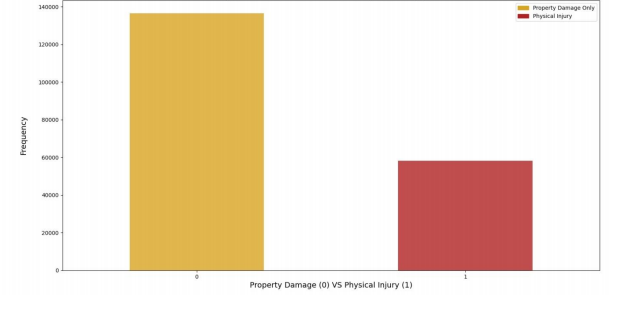 140000
120000
100000
80000
60000
40000
20000
0
Frequency
Property Damage Only
Physical Injury
0
1
Property Damage (0) VS Physical Injury (1)